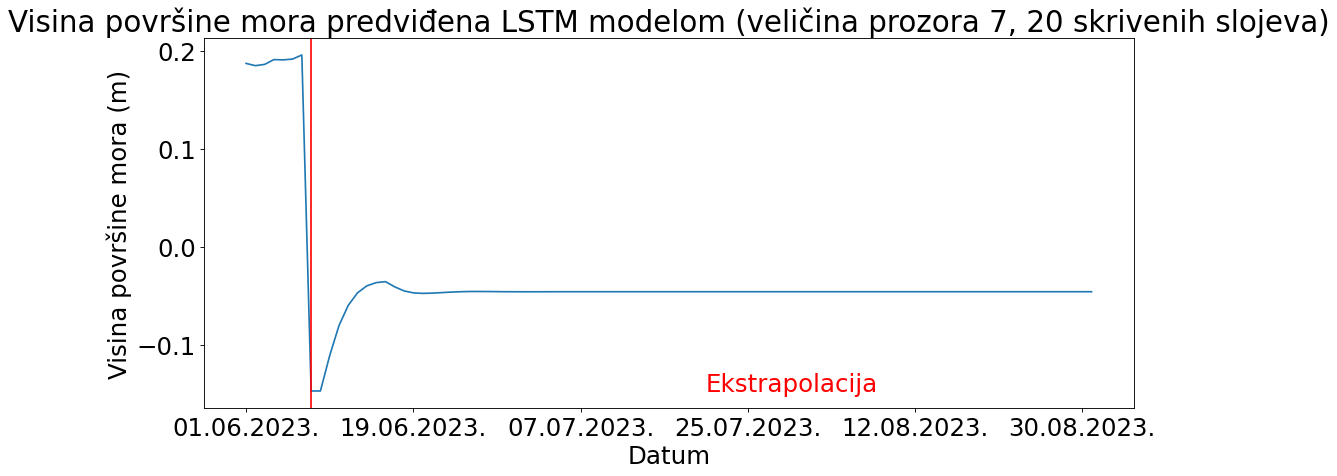 Visina površine mora predviđena LSTM modelom (veličina prozora 7, 20 skrivenih slojeva)
Visina površine mora (m)
0.2
0.1
0.0
−0.1
Ekstrapolacija
01.06.2023. 19.06.2023. 07.07.2023. 25.07.2023. 12.08.2023. 30.08.2023.
Datum